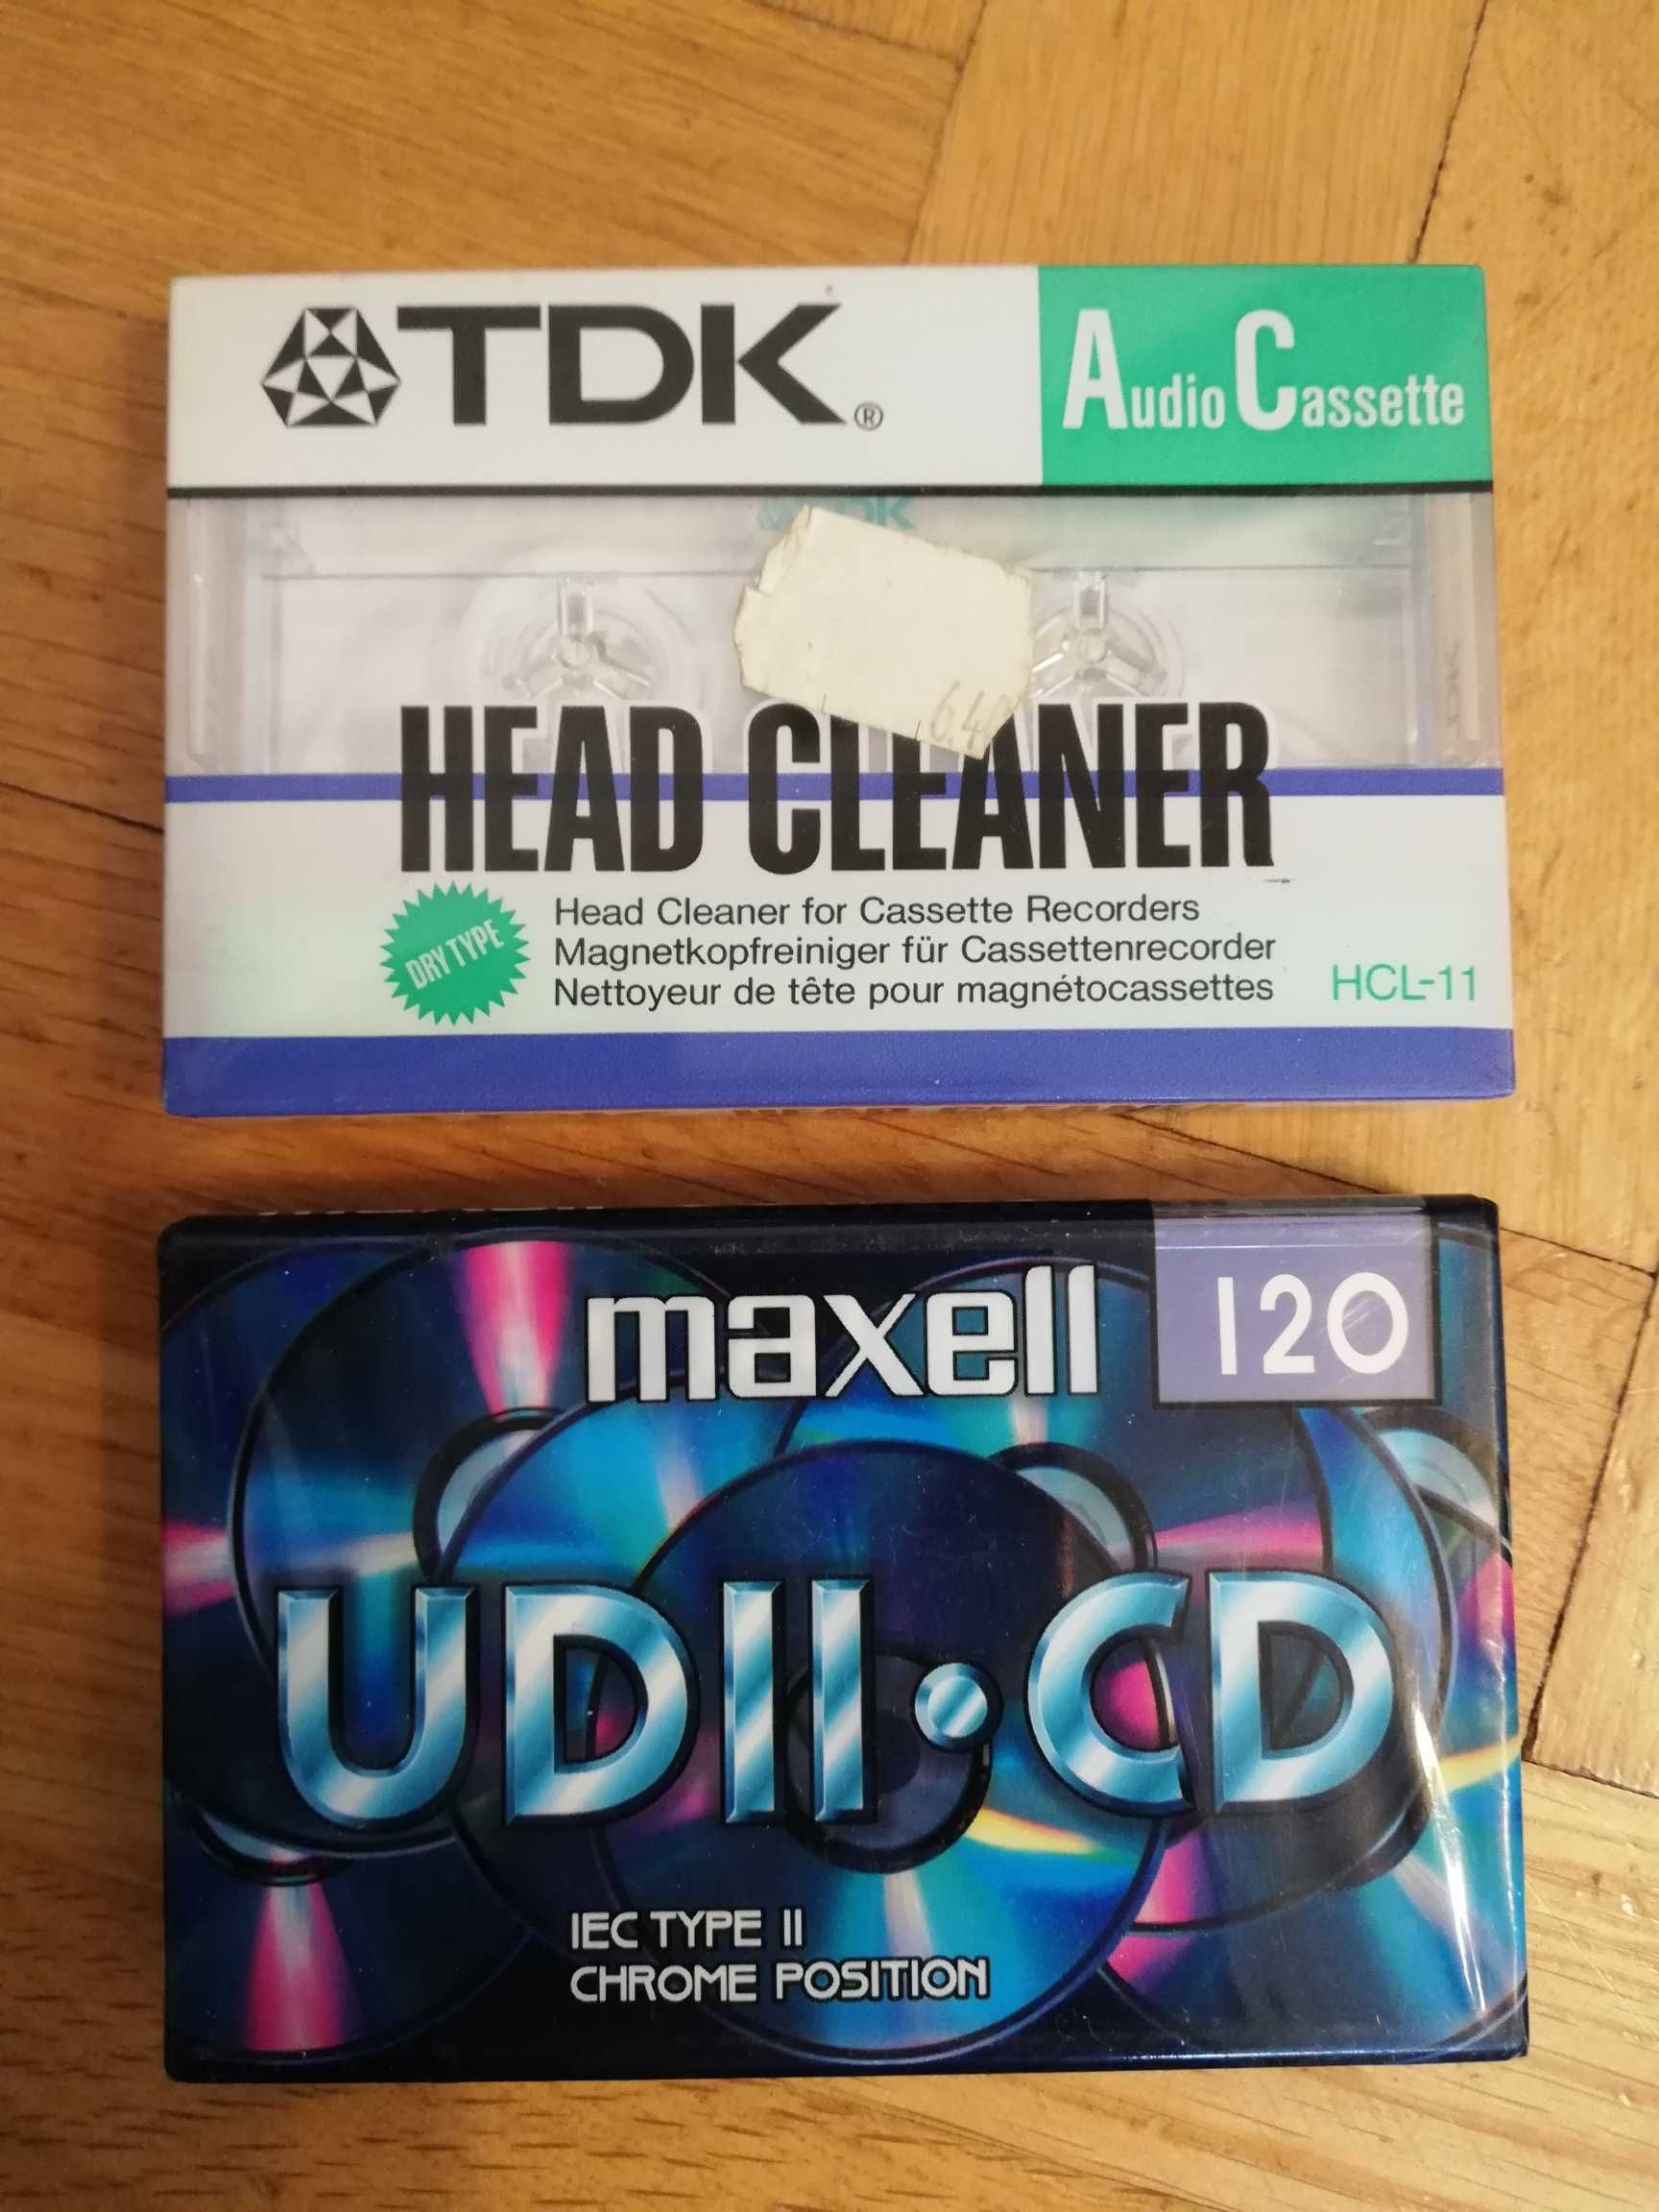 TDK®
Audio Cassette
TDK
HEAD CLEANER
DRY TYPE
Head Cleaner for Cassette Recorders
Magnetkopfreiniger für Cassettenrecorder
Nettoyeur de tête pour magnétocassettes
HCL-11
maxell
120
UDII•CD
IEC TYPE II
CHROME POSITION